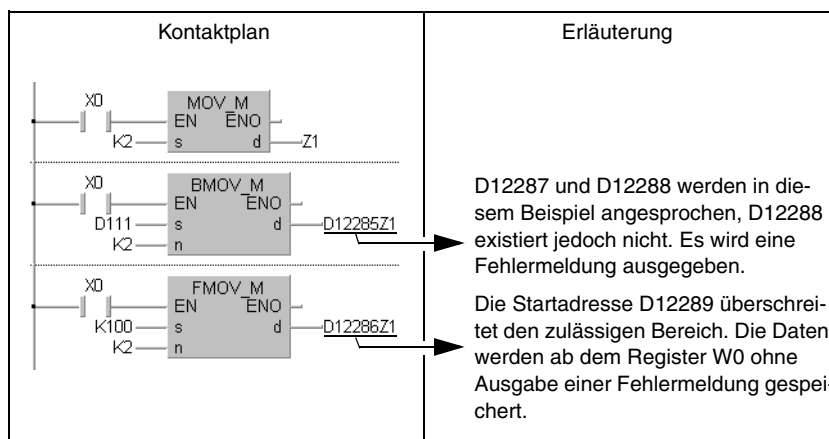 Kontaktplan
Erläuterung
X0
MOV_M
EN ENO
K2 s d Z1
X0
BMOV_M
EN ENO
D111 s d D12285Z1
K2 n
D12287 und D12288 werden in die-
sem Beispiel angesprochen, D12288
existiert jedoch nicht. Es wird eine
Fehlermeldung ausgegeben.
X0
FMOV_M
EN ENO
K100 s d D12286Z1
K2 n
Die Startadresse D12289 überschrei-
tet den zulässigen Bereich. Die Daten
werden ab dem Register W0 ohne
Ausgabe einer Fehlermeldung gespei-
chert.